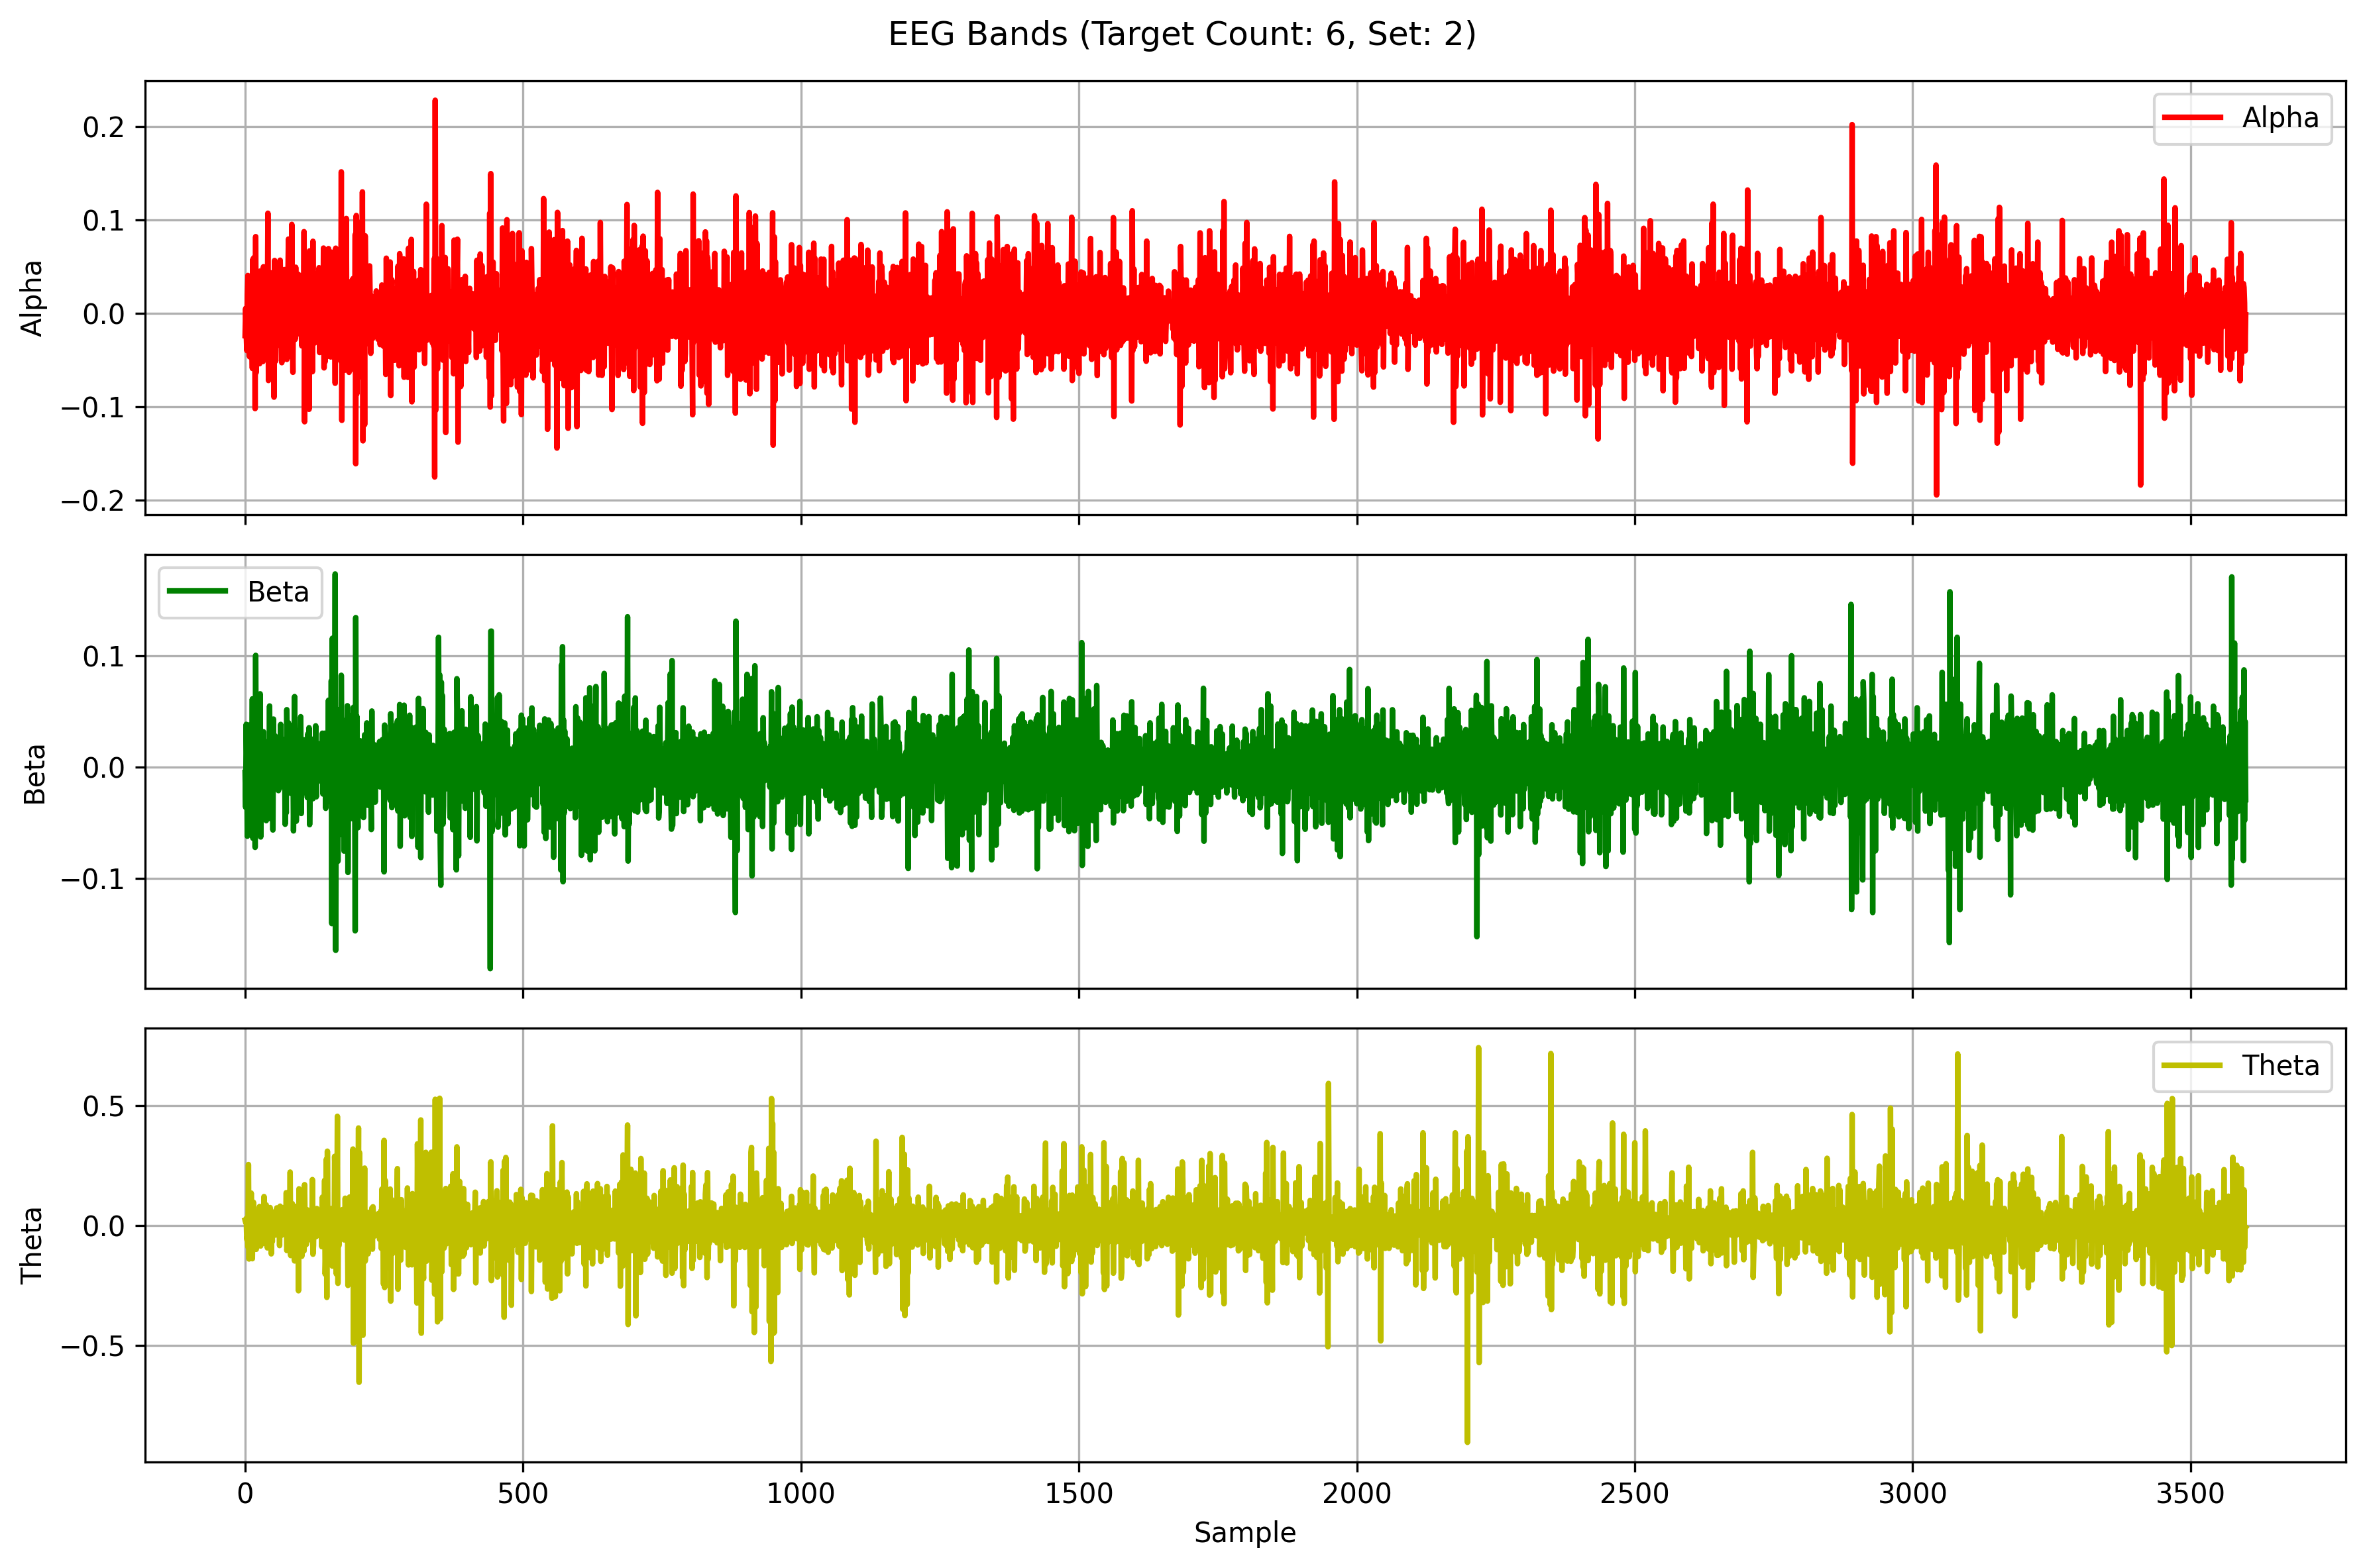 EEG Bands (Target Count: 6, Set: 2)
Alpha
0.2
0.1
0.0
−0.1
−0.2
Alpha
Beta
0.1
0.0
−0.1
Beta
Theta
0.5
0.0
−0.5
Theta
0 500 1000 1500 2000 2500 3000 3500
Sample